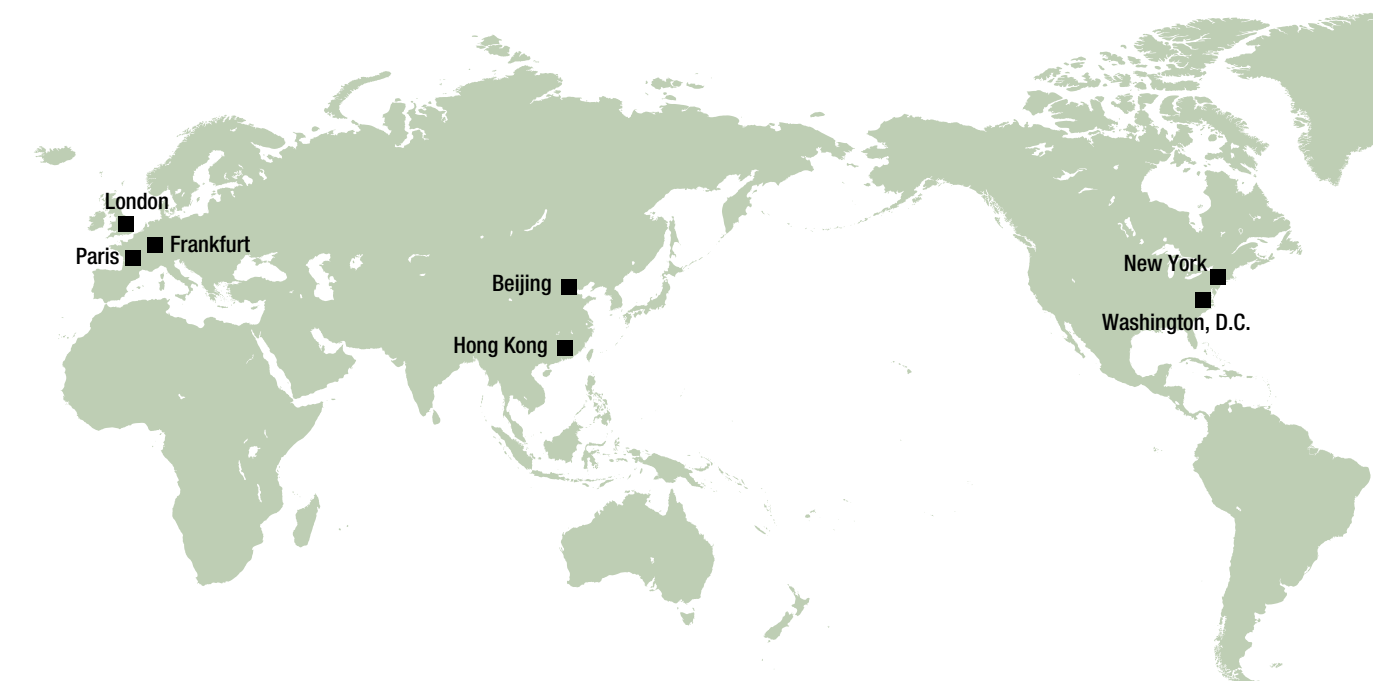 London
Paris
Frankfurt
Beijing
Hong Kong
New York
Washington, D.C.